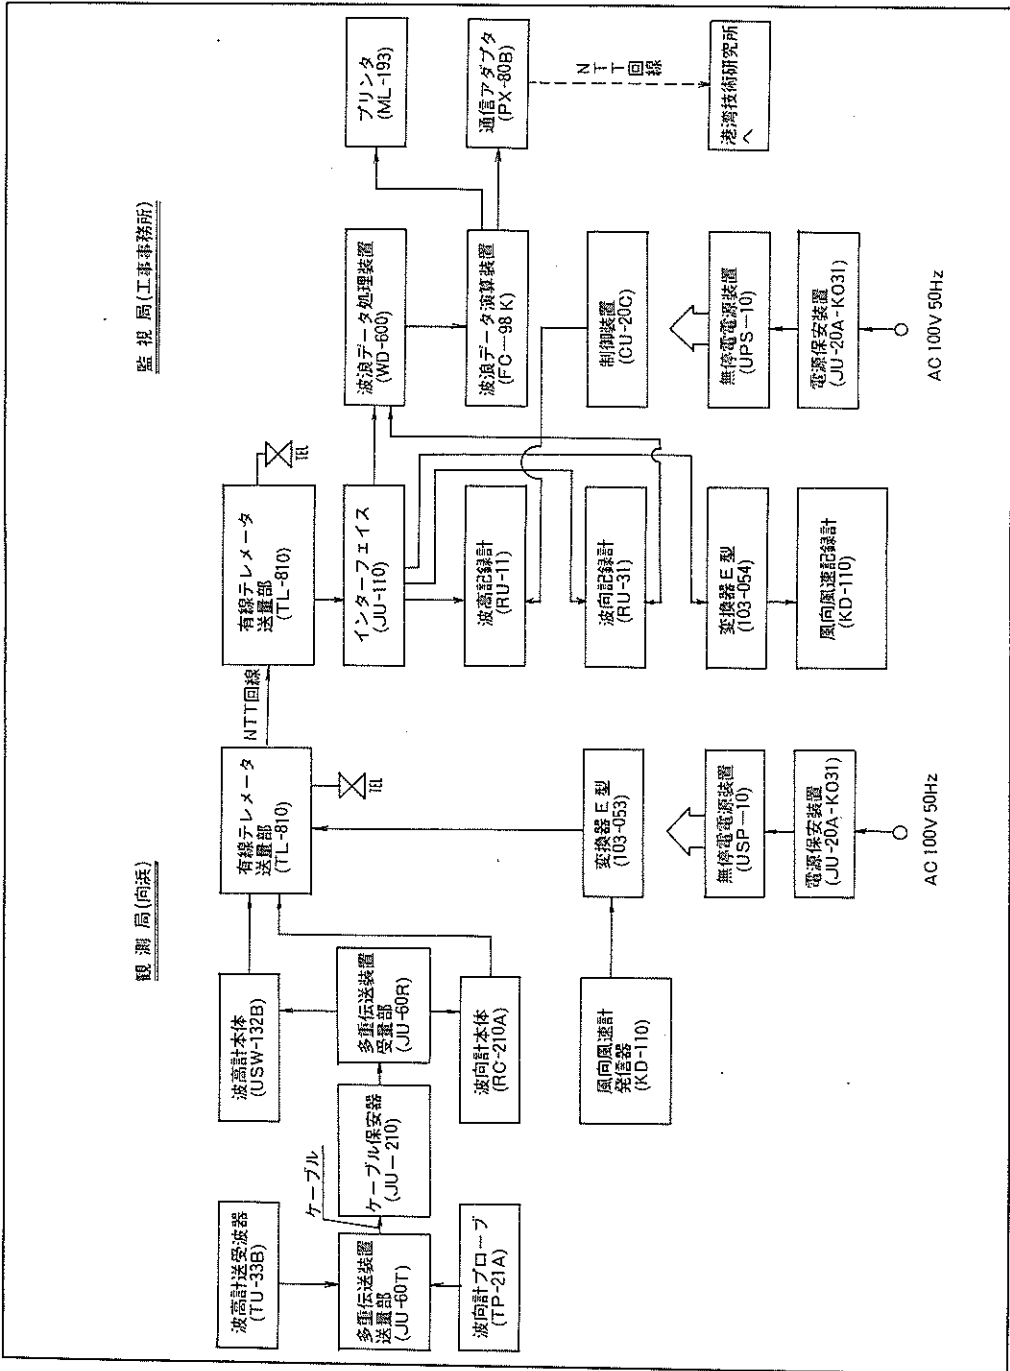 観測局(向浜)
波高計送受波器
(TU-33B)
多重伝送装置
送量部
(JU-60T)
波向計プローブ
(TP-21A)
ケーブル
ケーブル保安器
(JU-210)
波高計本体
(USW-132B)
多重伝送装置
受量部
(JU-60R)
波向計本体
(RC-210A)
風向風速計
発信器
(KD-110)
有線テレメータ
送量部
(TL-810)
TEL
変換器E型
(103-053)
無停電電源装置
(USP-10)
電源保安装置
(JU-20A-KO31)
AC 100V 50Hz
NTT回線
監視局(工事事務所)
有線テレメータ
送量部
(TL-810)
TEL
インターフェイス
(JU-110)
波高記録計
(RU-11)
波向記録計
(RU-31)
変換器E型
(103-054)
風向風速記録計
(KD-110)
波浪データ処理装置
(WD-600)
波浪データ演算装置
(FC-98K)
制御装置
(CU-20C)
無停電電源装置
(UPS-10)
電源保安装置
(JU-20A-KO31)
AC 100V 50Hz
プリンタ
(ML-193)
通信アダプタ
(PX-80B)
NTT回線
港湾技術研究所
へ